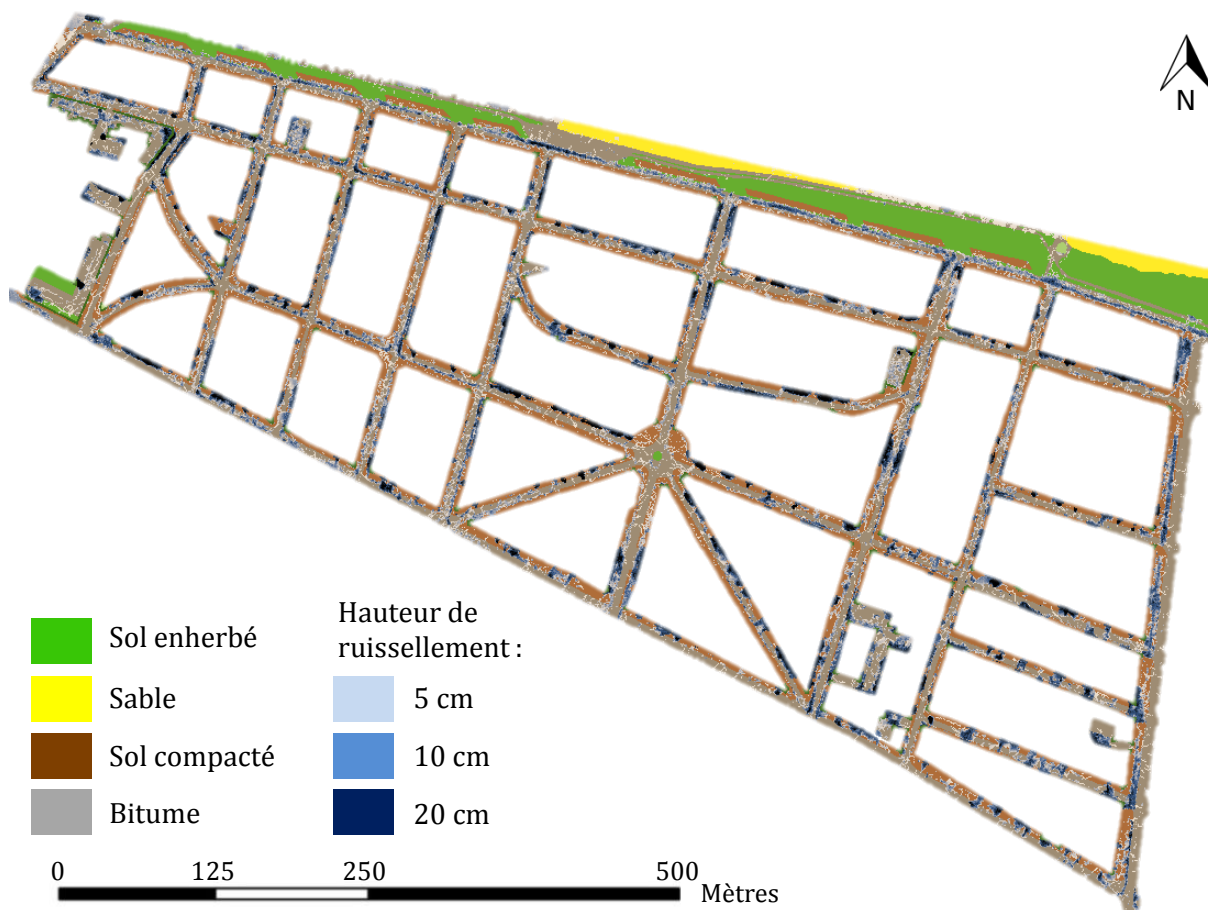 N
Sol enherbé
Sable
Sol compacté
Bitume
Hauteur de
ruissellement :
5 cm
10 cm
20 cm
0 125 250 500
Mètres